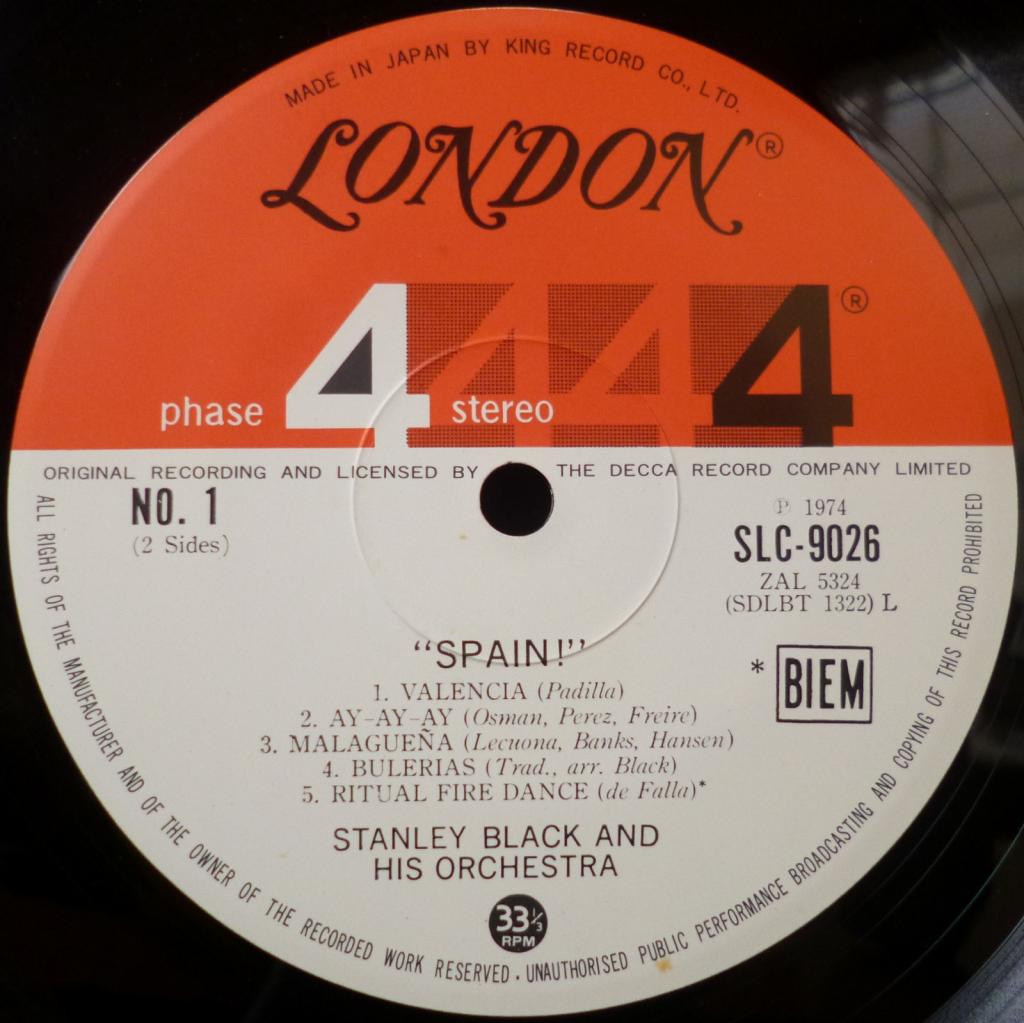 MADE IN JAPAN BY KING RECORD CO., LTD.
LONDON®
phase 4 stereo 4 4 4 ®
ORIGINAL RECORDING AND LICENSED BY THE DECCA RECORD COMPANY LIMITED
NO. 1
(2 Sides)
℗ 1974
SLC-9026
ZAL 5324
(SDLBT 1322) L
* BIEM
“SPAIN!”
1. VALENCIA (Padilla)
2. AY-AY-AY (Osman, Perez, Freire)
3. MALAGUEÑA (Lecuona, Banks, Hansen)
4. BULERIAS (Trad., arr. Black)
5. RITUAL FIRE DANCE (de Falla)*
STANLEY BLACK AND
HIS ORCHESTRA
33⅓
RPM
ALL RIGHTS OF THE MANUFACTURER AND OF THE OWNER OF THE RECORDED WORK RESERVED · UNAUTHORISED PUBLIC PERFORMANCE BROADCASTING AND COPYING OF THIS RECORD PROHIBITED